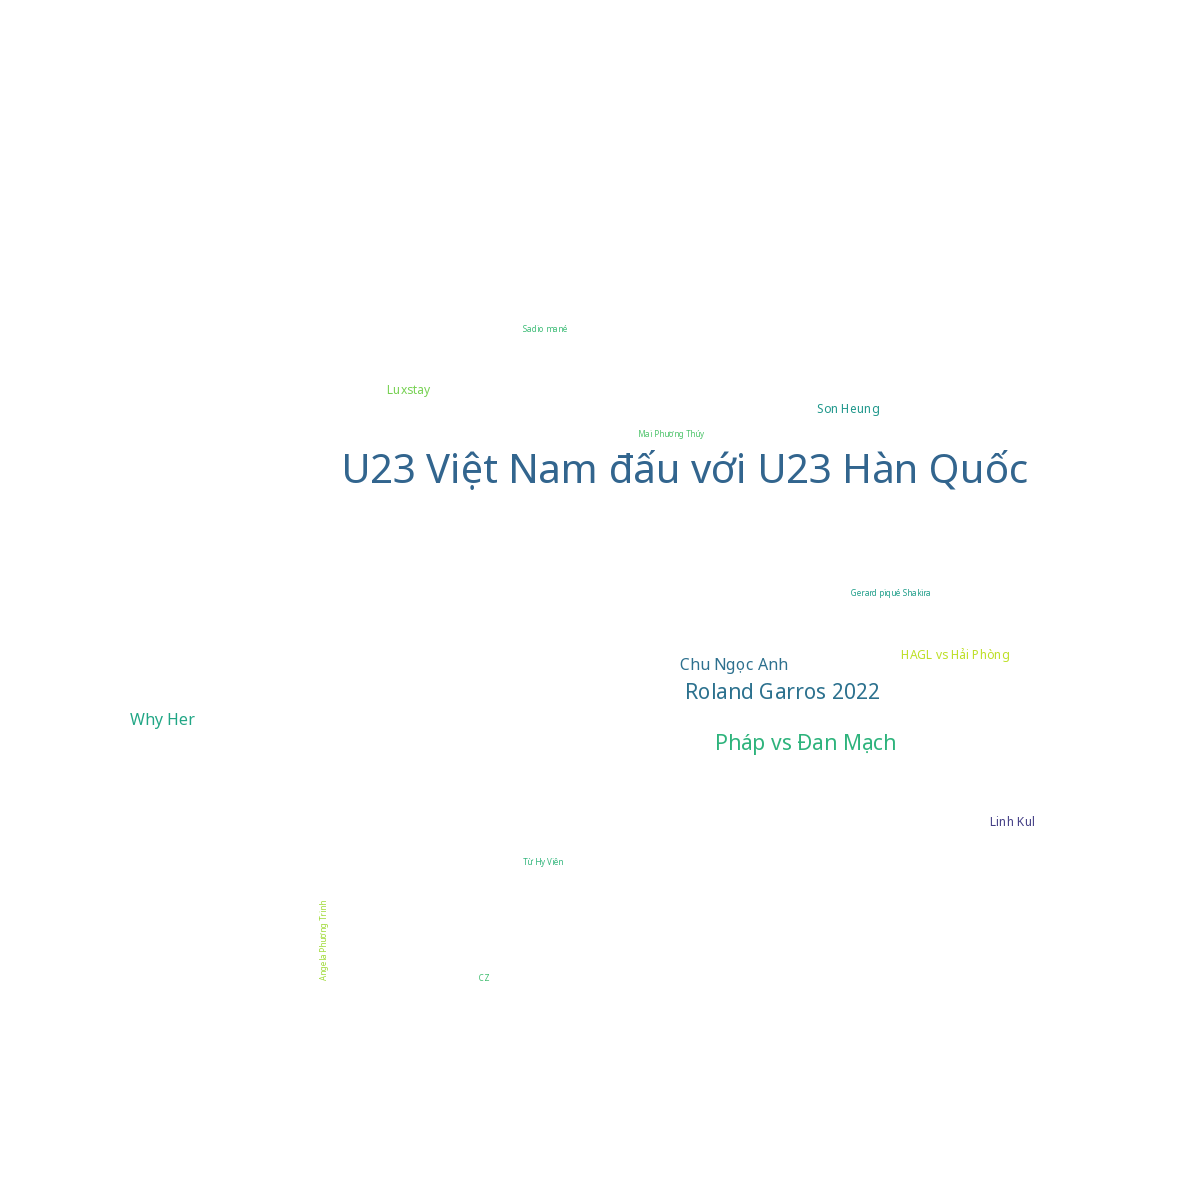 Sadio mané
Luxstay
Son Heung
Mai Phương Thúy
U23 Việt Nam đấu với U23 Hàn Quốc
Gerard piqué Shakira
HAGL vs Hải Phòng
Chu Ngọc Anh
Roland Garros 2022
Why Her
Pháp vs Đan Mạch
Linh Kul
Từ Hy Viên
Angela Phương Trinh
CZ